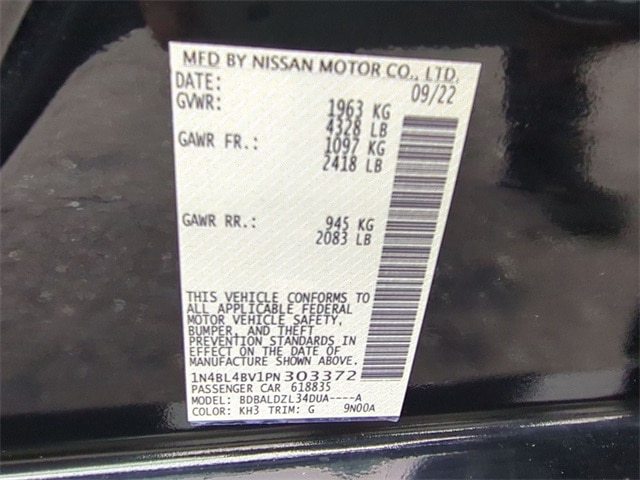 MFD BY NISSAN MOTOR CO., LTD.
DATE: 09/22
GVWR: 1963 KG
4328 LB
GAWR FR.: 1097 KG
2418 LB
GAWR RR.: 945 KG
2083 LB
THIS VEHICLE CONFORMS TO
ALL APPLICABLE FEDERAL
MOTOR VEHICLE SAFETY,
BUMPER, AND THEFT
PREVENTION STANDARDS IN
EFFECT ON THE DATE OF
MANUFACTURE SHOWN ABOVE.
1N4BL4BV1PN303372
PASSENGER CAR 618835
MODEL: BDBALDZL34DUA----A
COLOR: KH3 TRIM: G 9N00A